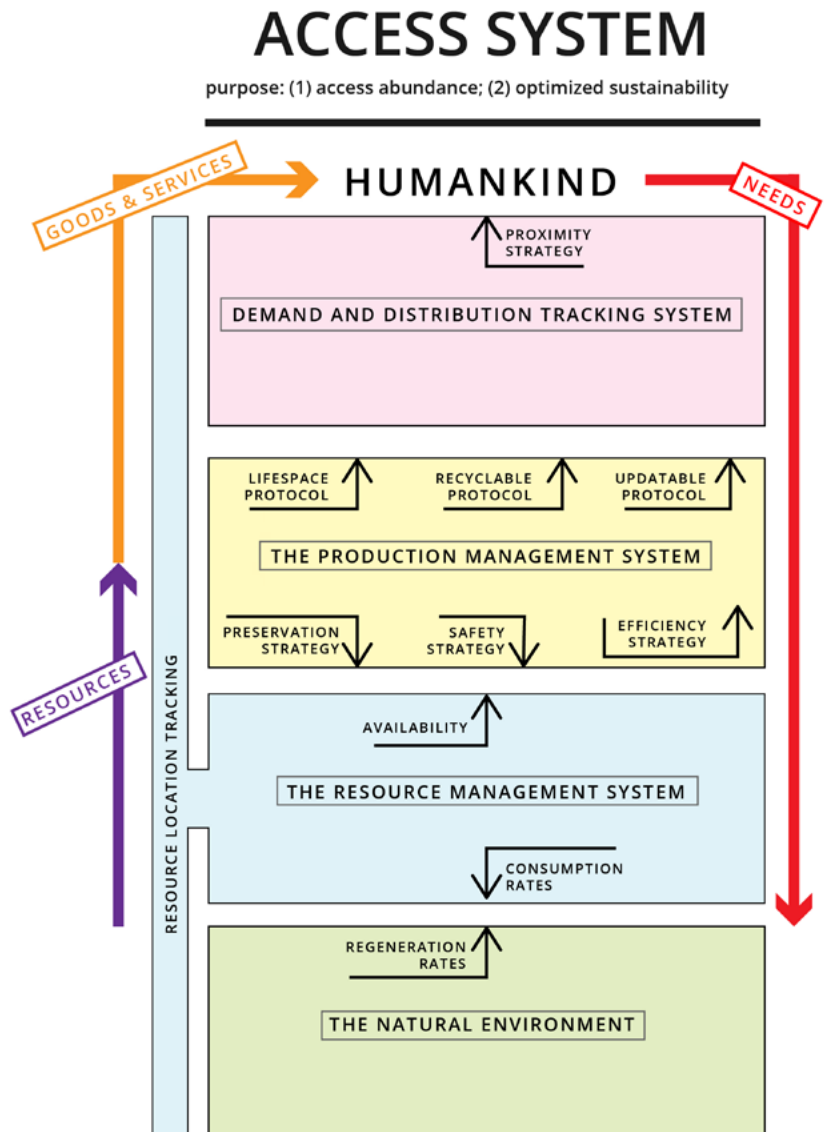 ACCESS SYSTEM
purpose: (1) access abundance; (2) optimized sustainability
GOODS & SERVICES
HUMANKIND
NEEDS
PROXIMITY
STRATEGY
DEMAND AND DISTRIBUTION TRACKING SYSTEM
LIFESPACE
PROTOCOL
RECYCLABLE
PROTOCOL
UPDATABLE
PROTOCOL
THE PRODUCTION MANAGEMENT SYSTEM
PRESERVATION
STRATEGY
SAFETY
STRATEGY
EFFICIENCY
STRATEGY
RESOURCES
RESOURCE LOCATION TRACKING
AVAILABILITY
THE RESOURCE MANAGEMENT SYSTEM
CONSUMPTION
RATES
REGENERATION
RATES
THE NATURAL ENVIRONMENT